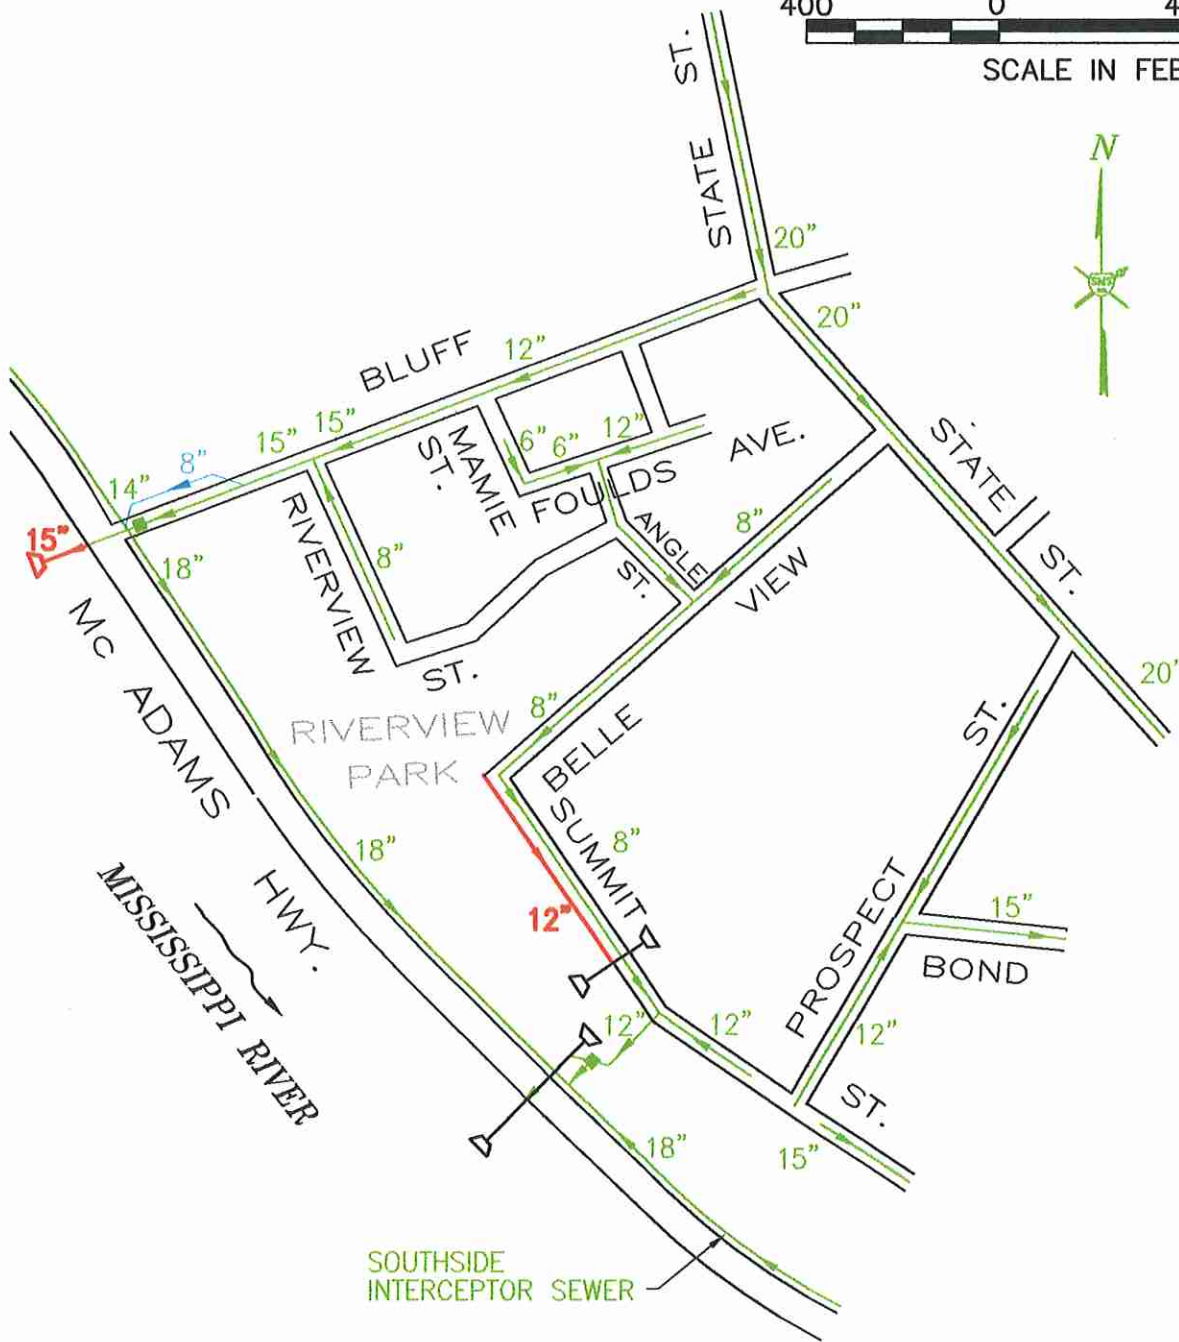 400 0 4
SCALE IN FEE
STATE ST.
N
20"
20"
BLUFF
12"
15"
15"
8"
14"
15"
18"
MAMIE ST.
6"
6"
12"
FOULDS AVE.
ANGLE ST.
RIVERVIEW ST.
8"
8"
BELLE VIEW
STATE ST.
20"
Mc ADAMS HWY.
RIVERVIEW
PARK
8"
SUMMIT ST.
8"
18"
12"
MISSISSIPPI RIVER
PROSPECT ST.
15"
BOND
12"
12"
12"
15"
18"
SOUTHSIDE
INTERCEPTOR SEWER